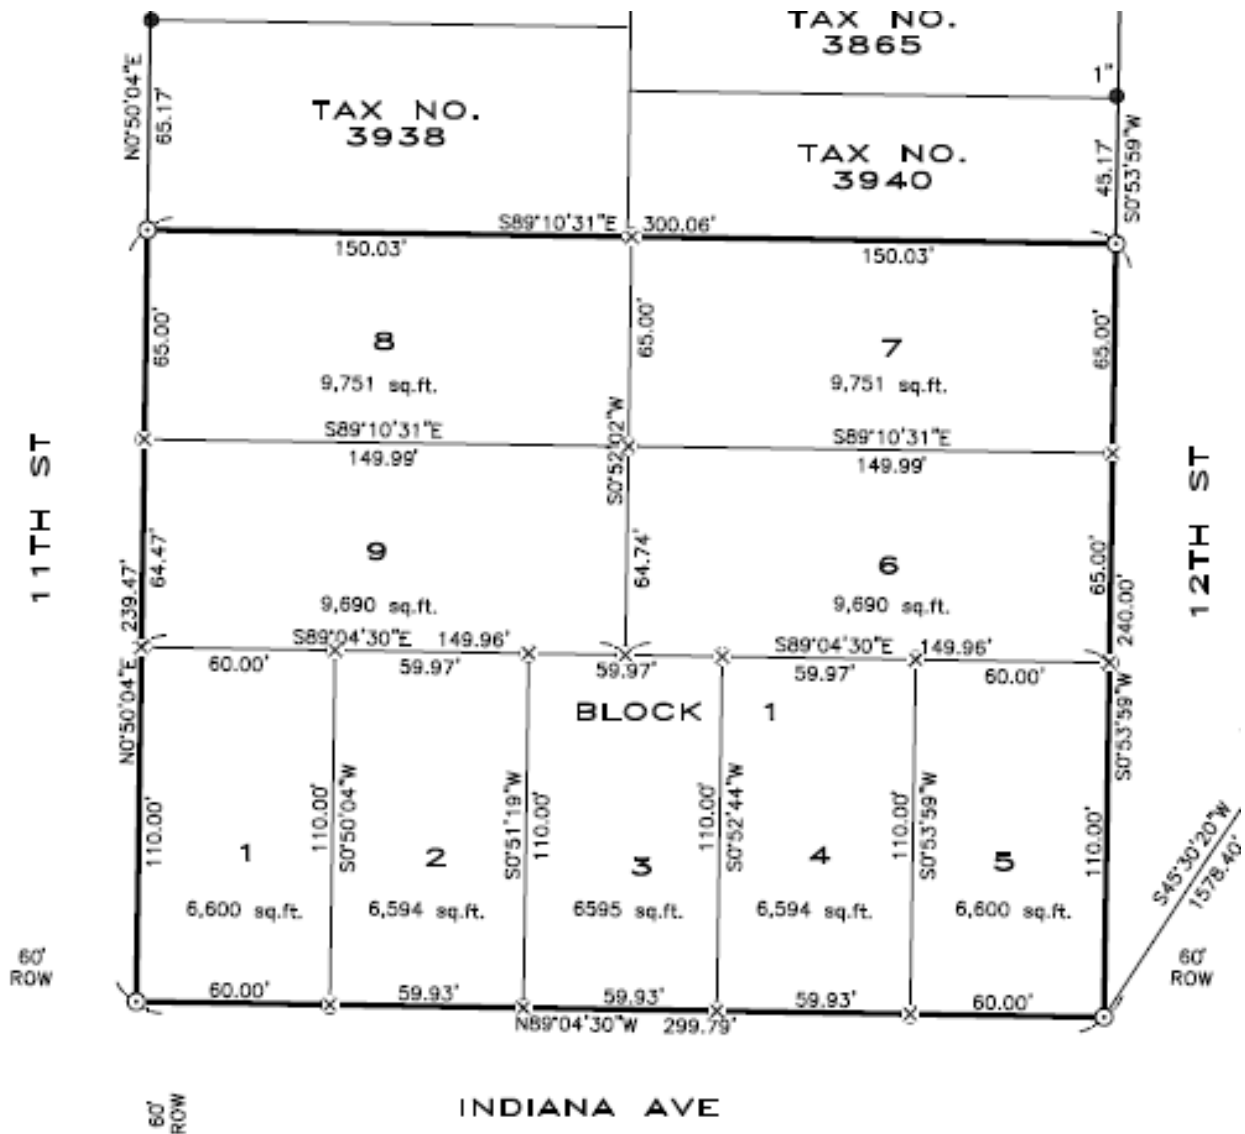 TAX NO.
3865
1"
N0°50'04"E
65.17'
TAX NO.
3938
TAX NO.
3940
45.17'
S0°53'59"W
S89°10'31"E
300.06'
150.03'
150.03'
65.00'
8
9,751 sq.ft.
65.00'
7
9,751 sq.ft.
65.00'
S89°10'31"E
149.99'
S0°52'02"W
S89°10'31"E
149.99'
11TH ST
12TH ST
239.47'
64.47'
9
9,690 sq.ft.
64.74'
6
9,690 sq.ft.
65.00'
240.00'
S89°04'30"E 149.96'
S89°04'30"E 149.96'
60.00'
59.97'
59.97'
59.97'
60.00'
BLOCK 1
N0°50'04"E
S0°53'59"W
110.00'
1
6,600 sq.ft.
110.00'
S0°50'04"W
2
6,594 sq.ft.
S0°51'19"W
110.00'
3
6595 sq.ft.
110.00'
S0°52'44"W
4
6,594 sq.ft.
110.00'
S0°53'59"W
5
6,600 sq.ft.
110.00'
S45°30'20"W
1578.40'
60'
ROW
60'
ROW
60.00'
59.93'
59.93'
59.93'
60.00'
N89°04'30"W 299.79'
60'
ROW
INDIANA AVE